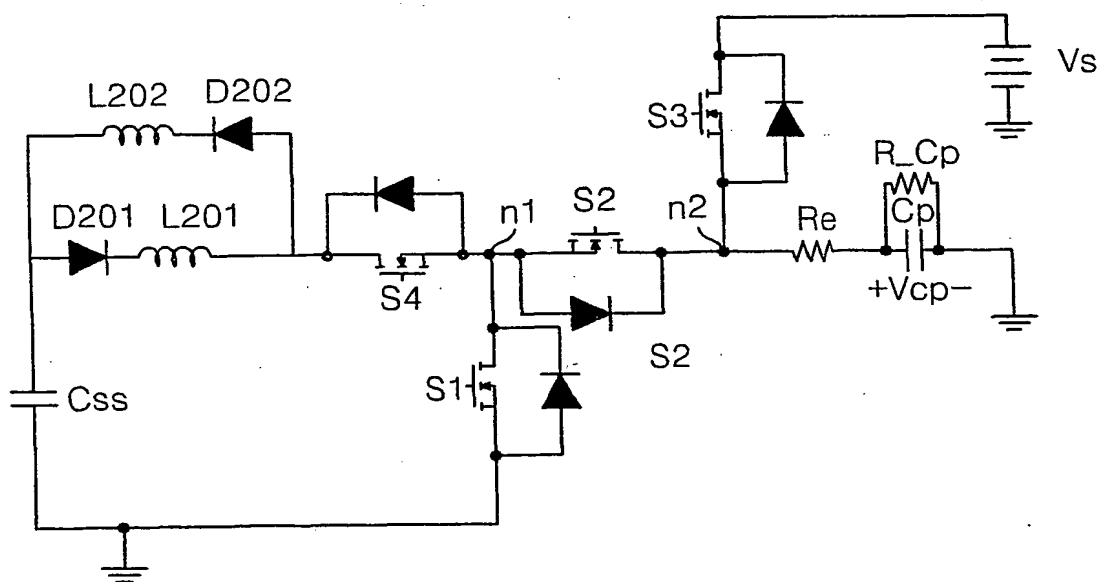 Vs
L202
D202
S3
R_Cp
D201
L201
n1
S2
n2
Re
Cp
S4
+Vcp−
S2
S1
Css